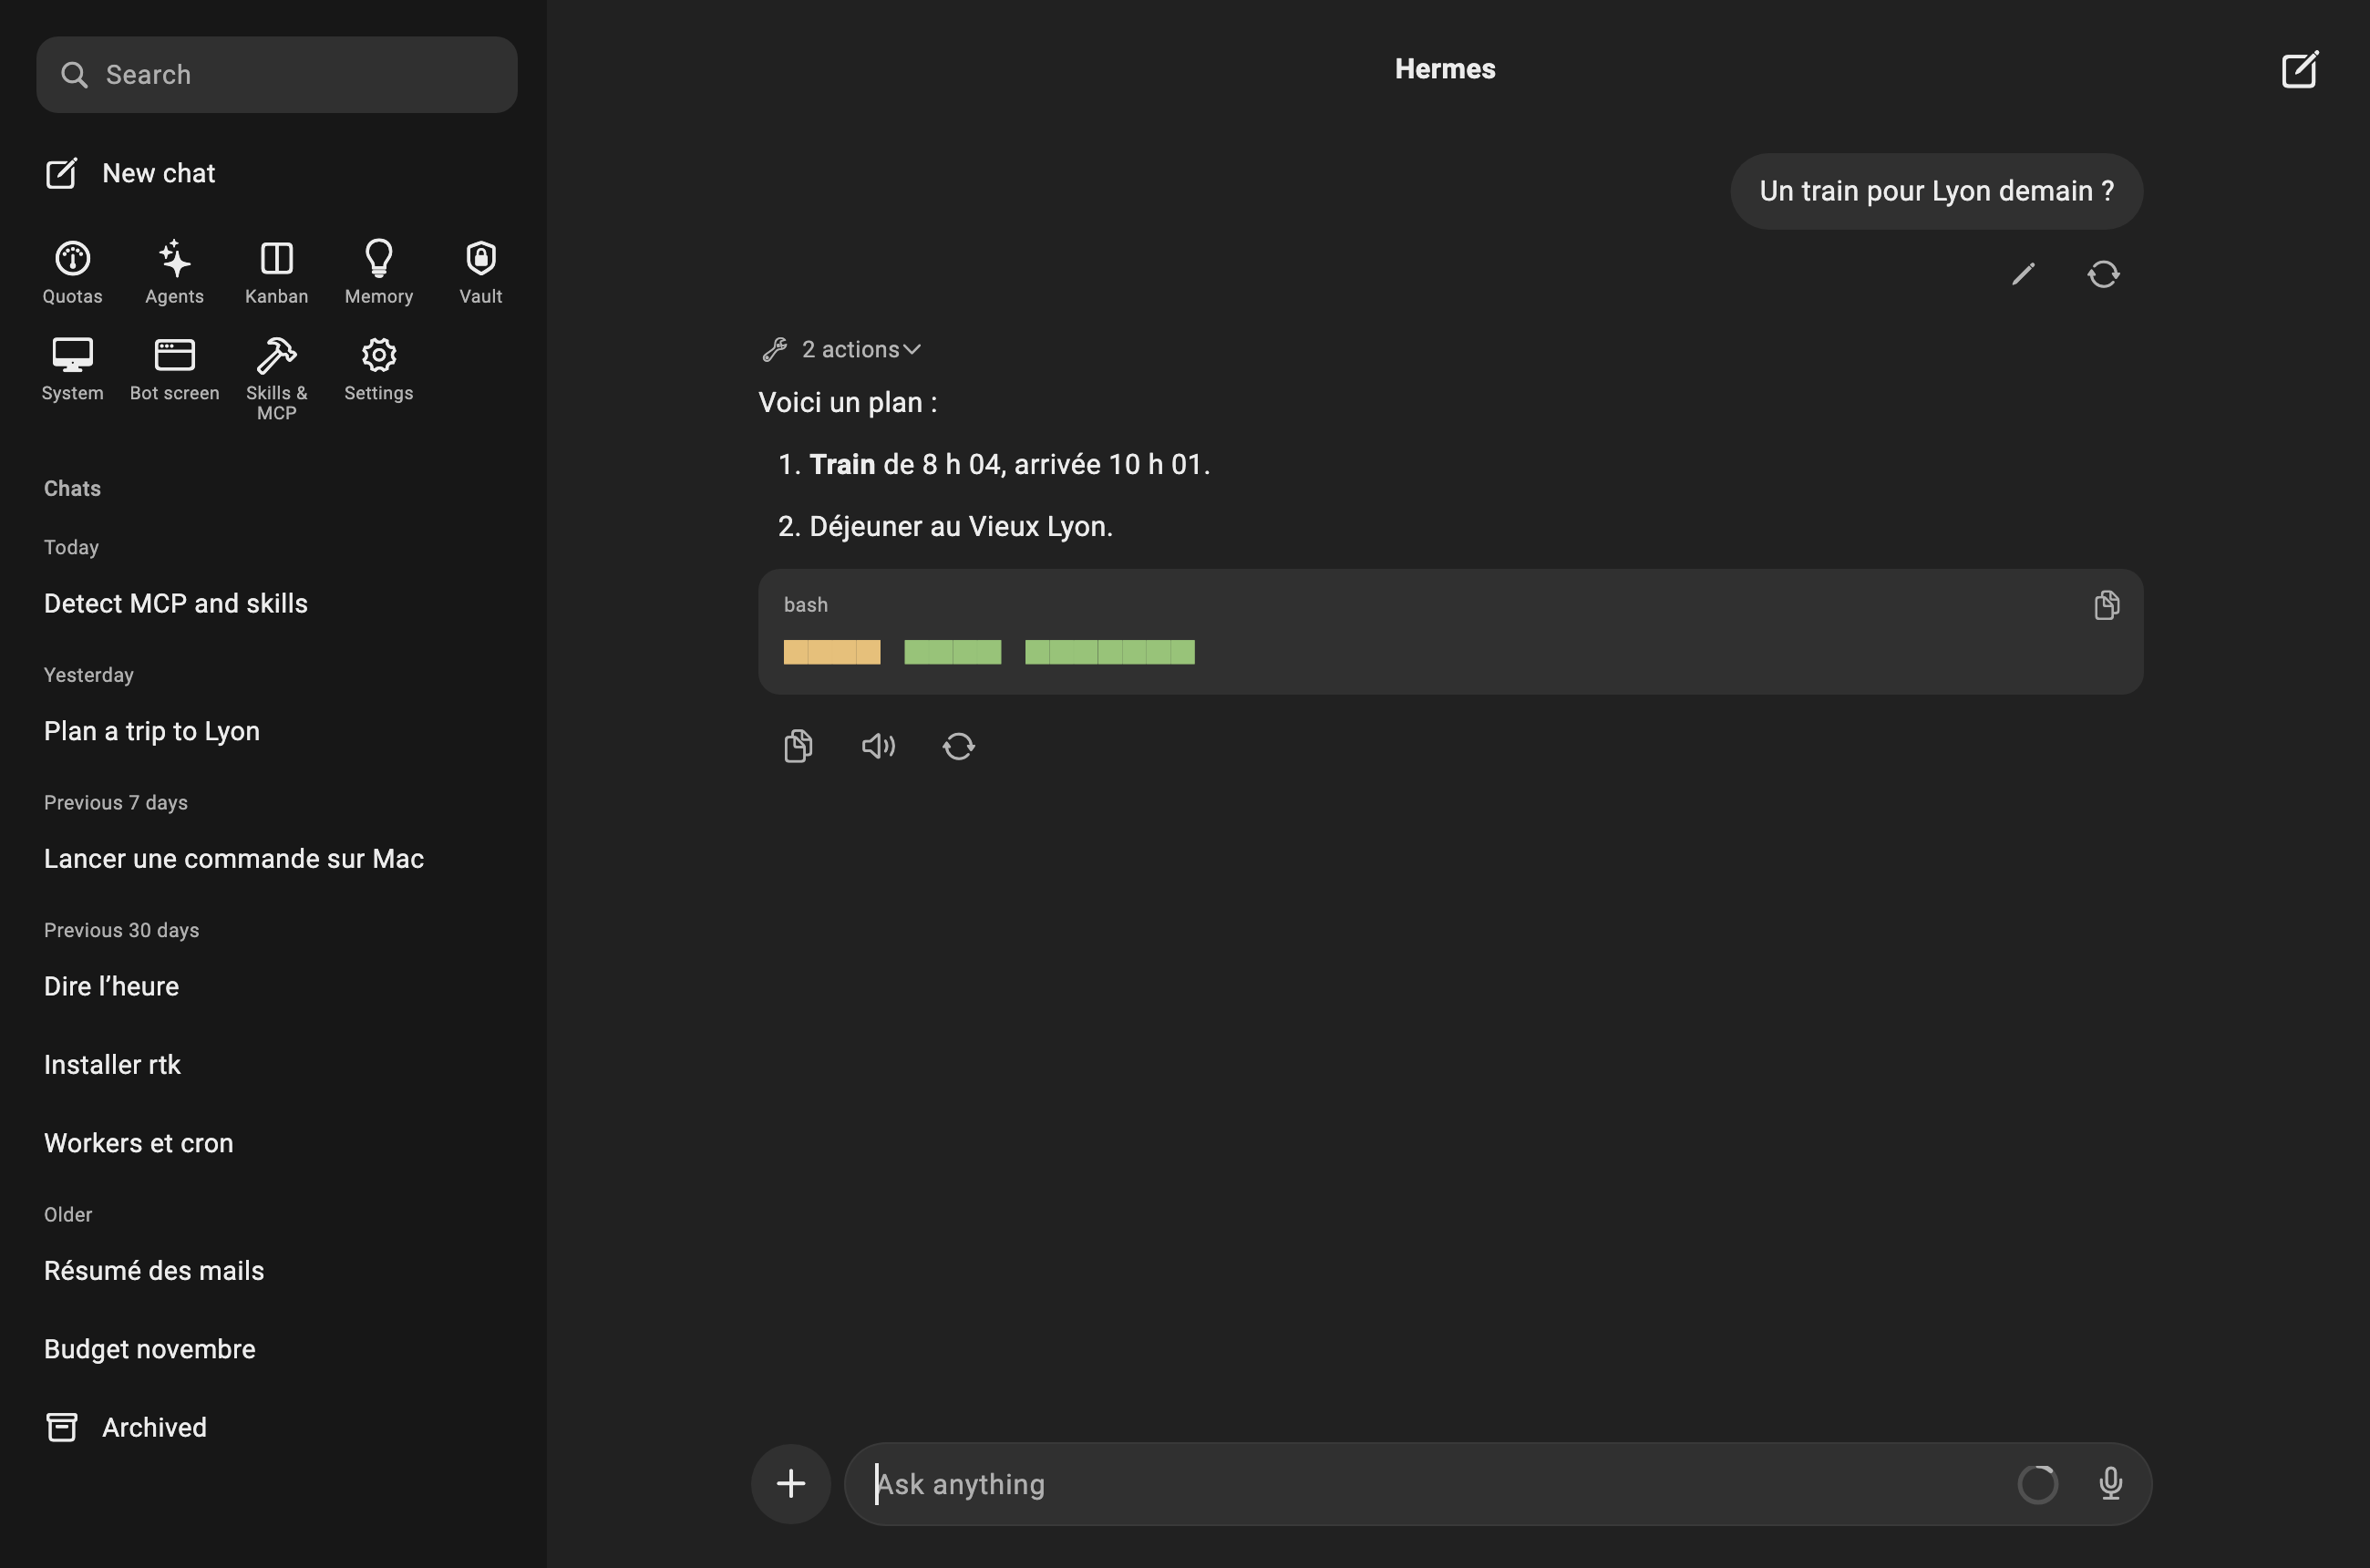 Search
Hermes
New chat
Un train pour Lyon demain ?
Quotas
Agents
Kanban
Memory
Vault
System
Bot screen
Skills &
MCP
Settings
2 actions
Voici un plan :
1. Train de 8 h 04, arrivée 10 h 01.
2. Déjeuner au Vieux Lyon.
bash
Chats
Today
Detect MCP and skills
Yesterday
Plan a trip to Lyon
Previous 7 days
Lancer une commande sur Mac
Previous 30 days
Dire l’heure
Installer rtk
Workers et cron
Older
Résumé des mails
Budget novembre
Archived
Ask anything